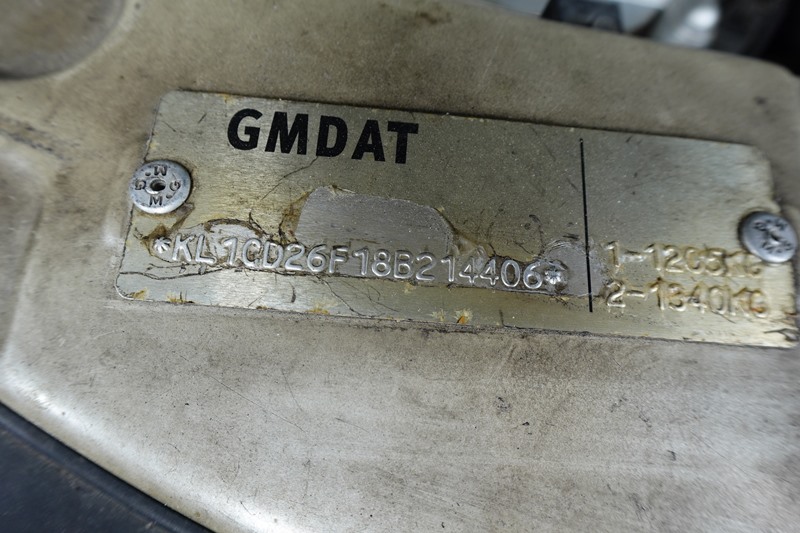 GMDAT
*KL1CD26F18B214406*
1-1205KG
2-1340KG